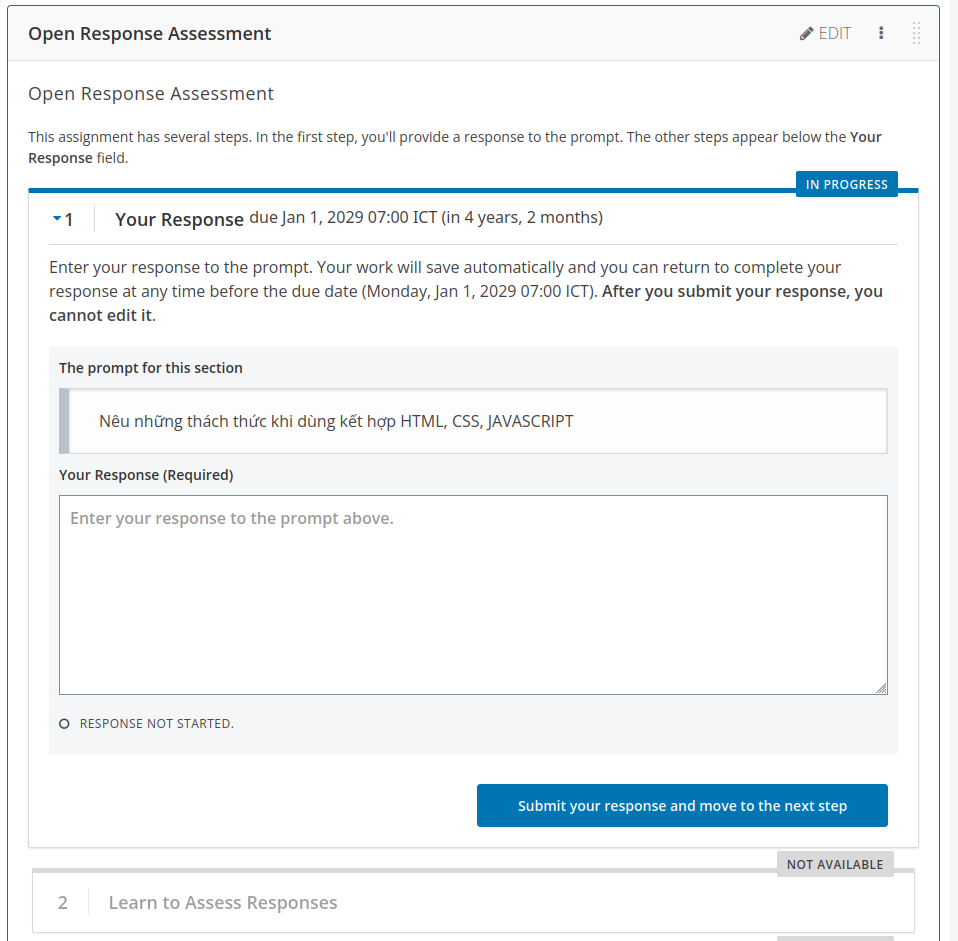 Open Response Assessment
EDIT
Open Response Assessment
This assignment has several steps. In the first step, you'll provide a response to the prompt. The other steps appear below the Your
Response field.
IN PROGRESS
1 Your Response due Jan 1, 2029 07:00 ICT (in 4 years, 2 months)
Enter your response to the prompt. Your work will save automatically and you can return to complete your
response at any time before the due date (Monday, Jan 1, 2029 07:00 ICT). After you submit your response, you
cannot edit it.
The prompt for this section
Nêu những thách thức khi dùng kết hợp HTML, CSS, JAVASCRIPT
Your Response (Required)
Enter your response to the prompt above.
RESPONSE NOT STARTED.
Submit your response and move to the next step
NOT AVAILABLE
2 Learn to Assess Responses